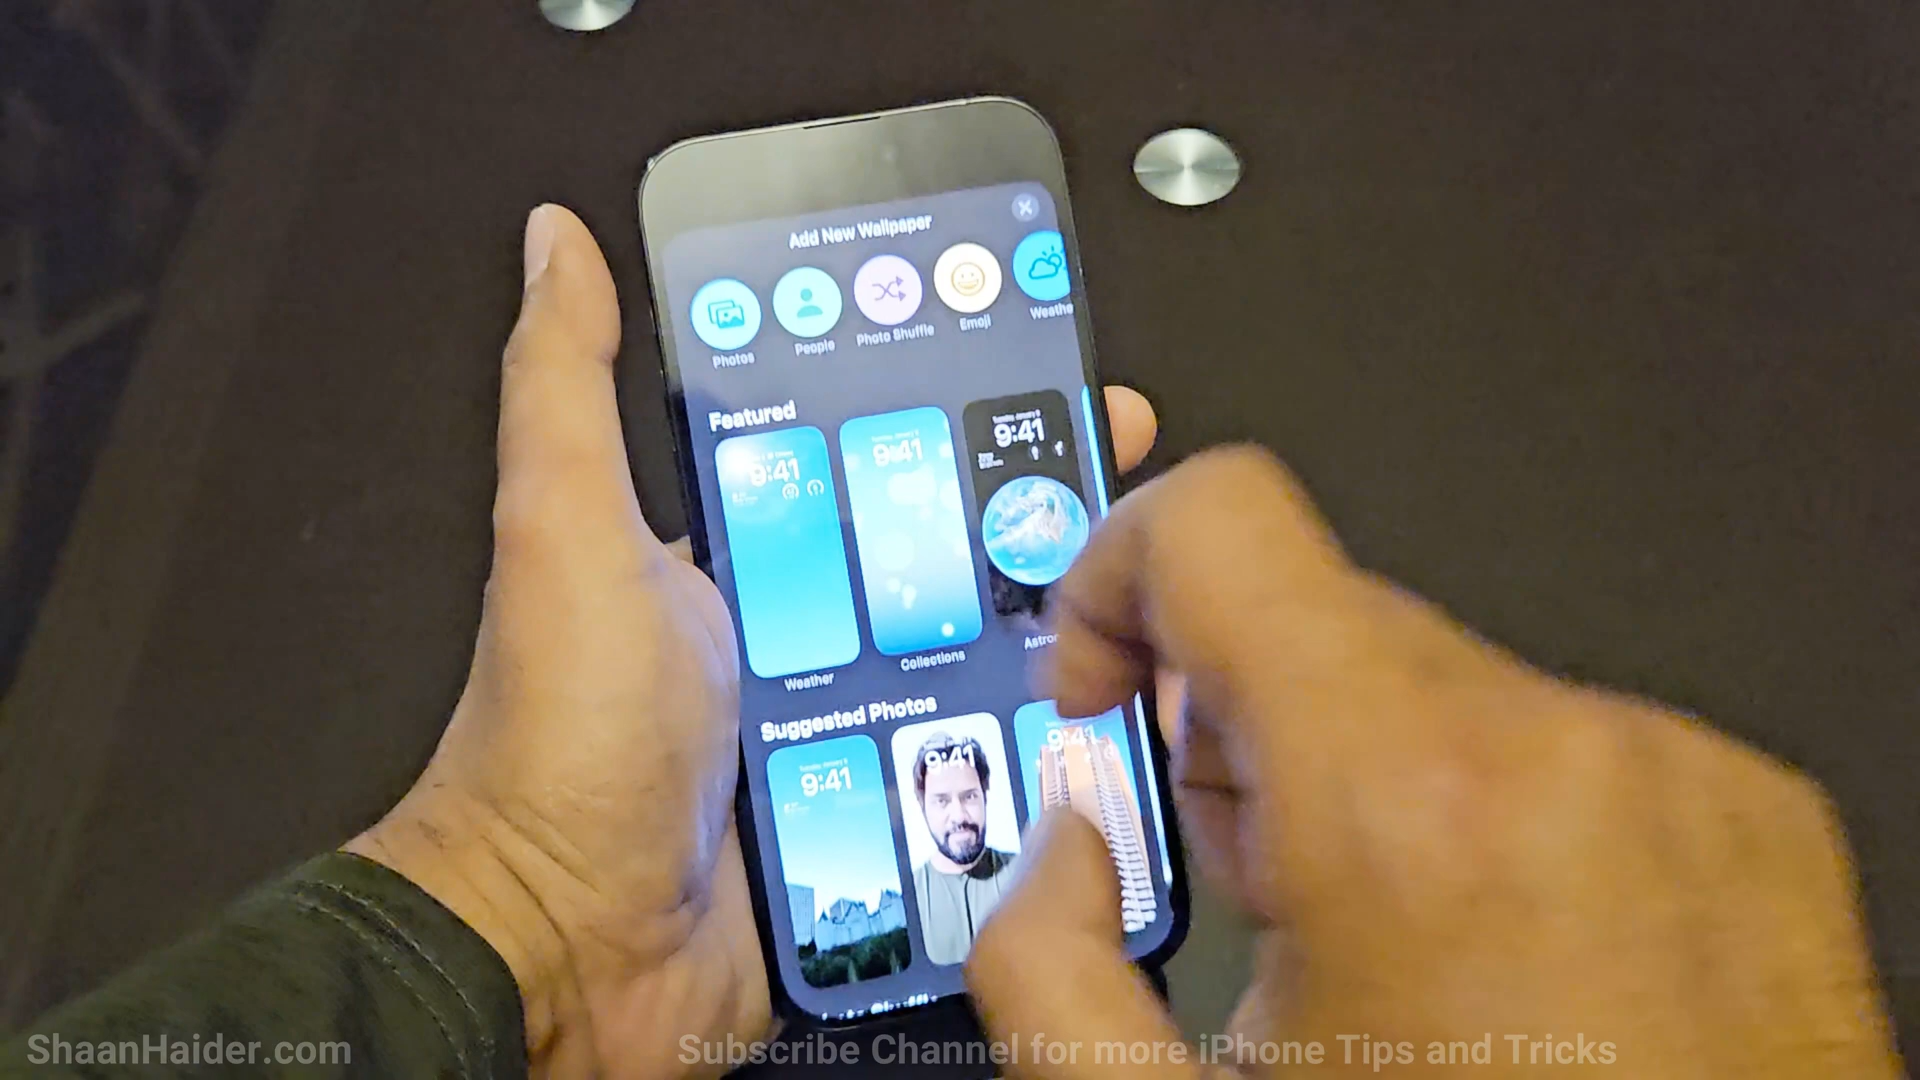 Add New Wallpaper
Photos
People
Photo Shuffle
Emoji
Weathe
Featured
9:41
9:41
9:41
Weather
Collections
Astron
Suggested Photos
9:41
9:41
9:41
ShaanHaider.com
Subscribe Channel for more iPhone Tips and Tricks